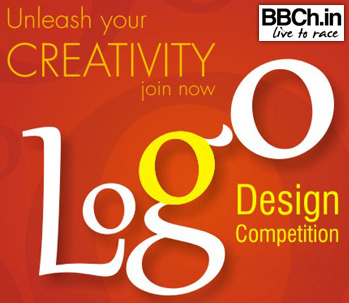 Unleash your
CREATIVITY
join now
BBCh.in
live to race
Logo
Design
Competition